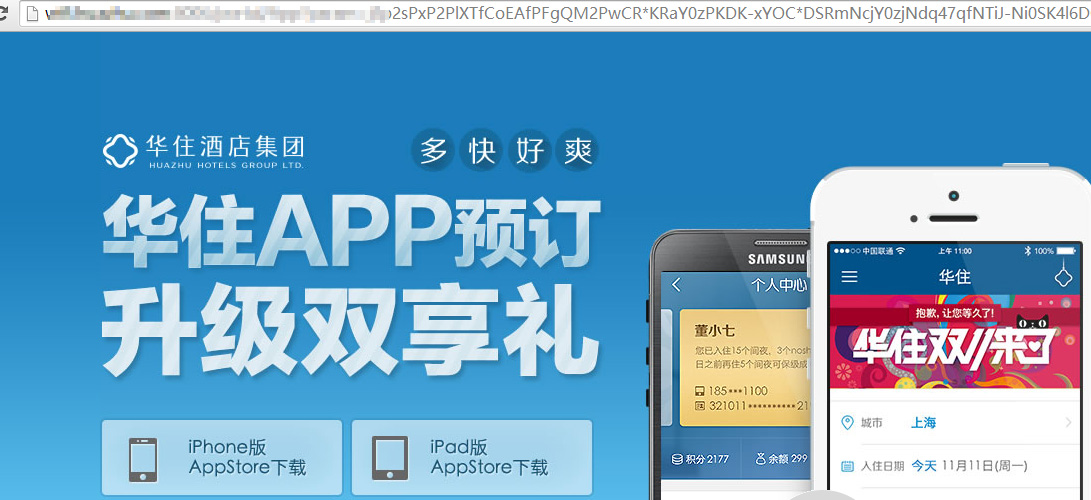 p2sPxP2PlXTfCoEAfPFgQM2PwCR*KRaY0zPKDK-xYOC*DSRmNcjY0zjNdq47qfNTiJ-Ni0SK4l6D
华住酒店集团
HUAZHU HOTELS GROUP LTD.
多 快 好 爽
华住APP预订
升级双享礼
iPhone版
AppStore下载
iPad版
AppStore下载
SAMSUN
个人中心
董小七
您已入住15个间夜，3个nosh
日之前再住5个间夜可保级成
185***1100
321011**********21
积分 2177
余额 299
中国联通
上午 11:00
100%
华住
抱歉，让您等久了!
华住双11来了
城市
上海
入住日期
今天 11月11日(周一)